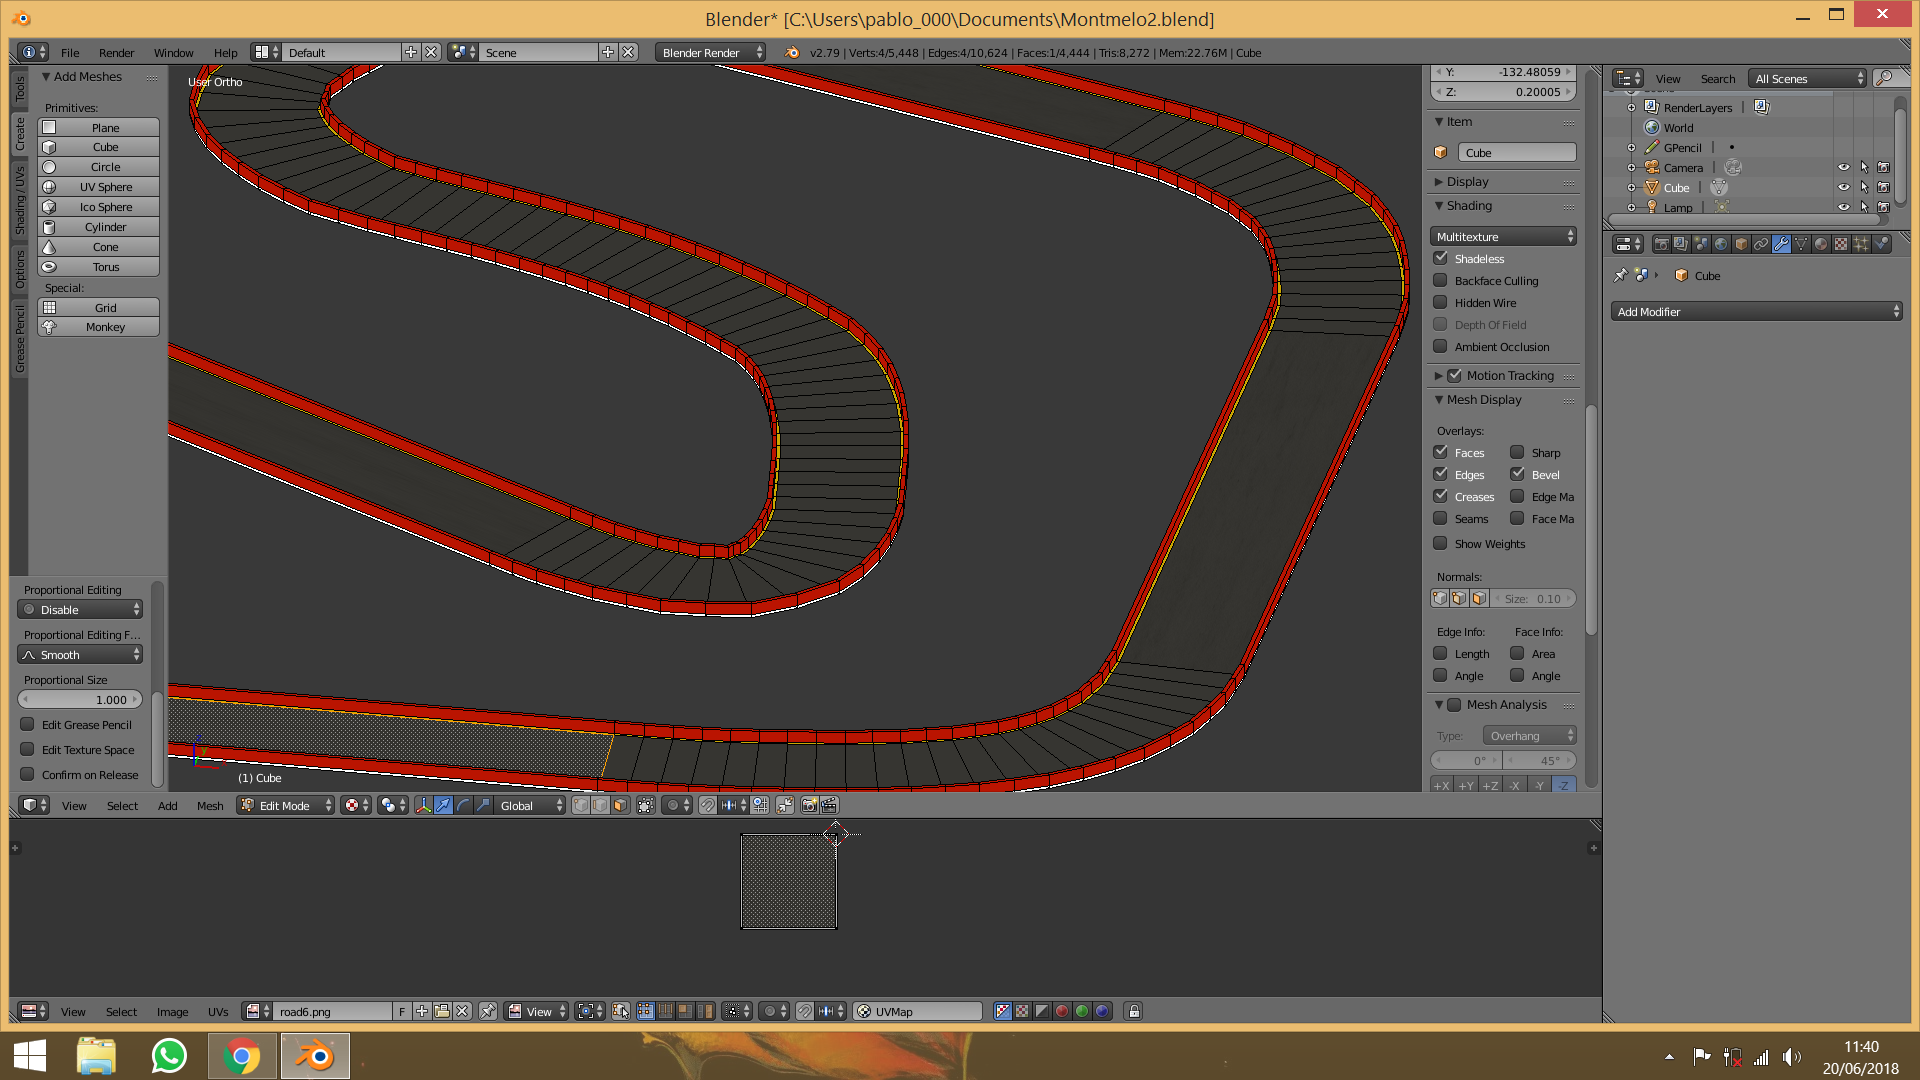 Blender* [C:\Users\pablo_000\Documents\Montmelo2.blend]
File Render Window Help Default Scene Blender Render v2.79 | Verts:4/5,448 | Edges:4/10,624 | Faces:1/4,444 | Tris:8,272 | Mem:22.76M | Cube
Tools
Create
Shading / UVs
Options
Grease Pencil
Add Meshes
Primitives:
Plane
Cube
Circle
UV Sphere
Ico Sphere
Cylinder
Cone
Torus
Special:
Grid
Monkey
Proportional Editing
Disable
Proportional Editing F...
Smooth
Proportional Size
1.000
Edit Grease Pencil
Edit Texture Space
Confirm on Release
User Ortho
(1) Cube
Y: -132.48059
Z: 0.20005
Item
Cube
Display
Shading
Multitexture
Shadeless
Backface Culling
Hidden Wire
Depth Of Field
Ambient Occlusion
Motion Tracking
Mesh Display
Overlays:
Faces Sharp
Edges Bevel
Creases Edge Ma
Seams Face Ma
Show Weights
Normals:
Size: 0.10
Edge Info: Face Info:
Length Area
Angle Angle
Mesh Analysis
Type: Overhang
0° 45°
+X +Y +Z -X -Y -Z
View Search All Scenes
RenderLayers
World
GPencil
Camera
Cube
Lamp
Cube
Add Modifier
View Select Add Mesh Edit Mode Global
View Select Image UVs road6.png F View UVMap
11:40
20/06/2018